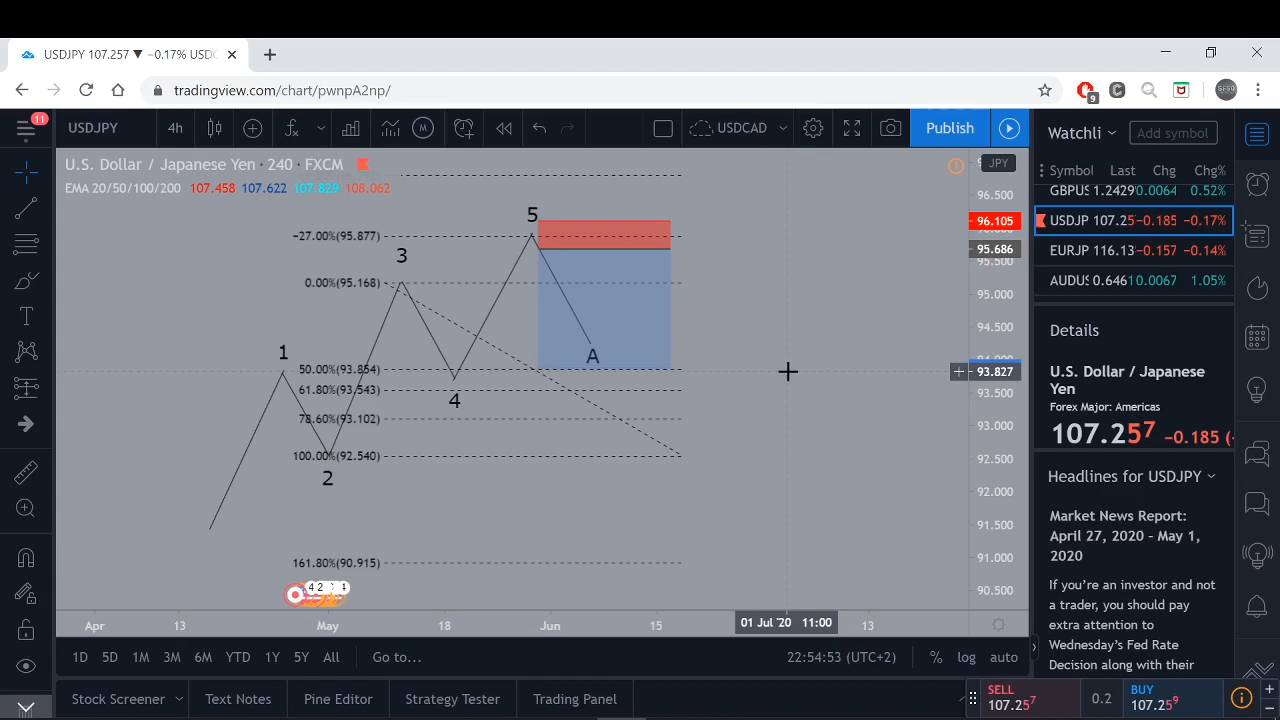 USDJPY 107.257 ▼ −0.17% USDC
tradingview.com/chart/pwnpA2np/
9
11
USDJPY
4h
USDCAD
Publish
Watchli
Add symbol
U.S. Dollar / Japanese Yen · 240 · FXCM
JPY
EMA 20/50/100/200 107.458 107.622 107.829 108.062
Symbol Last Chg Chg%
GBPUS 1.2429 0.0064 0.52%
USDJP 107.25 −0.185 −0.17%
EURJP 116.13 −0.157 −0.14%
AUDUS 0.646 0.0067 1.05%
96.500
96.105
95.686
95.500
95.000
94.500
93.827
93.500
93.000
92.500
92.000
91.500
91.000
90.500
5
−27.00%(95.877)
3
0.00%(95.168)
1
A
50.00%(93.854)
61.80%(93.543)
4
78.60%(93.102)
100.00%(92.540)
2
161.80%(90.915)
4 2
Details
U.S. Dollar / Japanese
Yen
Forex Major: Americas
107.257 −0.185 (
Headlines for USDJPY
Market News Report:
April 27, 2020 - May 1,
2020
If you're an investor and not
a trader, you should pay
extra attention to
Wednesday's Fed Rate
Decision along with their
Apr 13 May 18 Jun 15 01 Jul '20 11:00 13
1D 5D 1M 3M 6M YTD 1Y 5Y All Go to... 22:54:53 (UTC+2) % log auto
Stock Screener Text Notes Pine Editor Strategy Tester Trading Panel
SELL
107.257
0.2
BUY
107.259